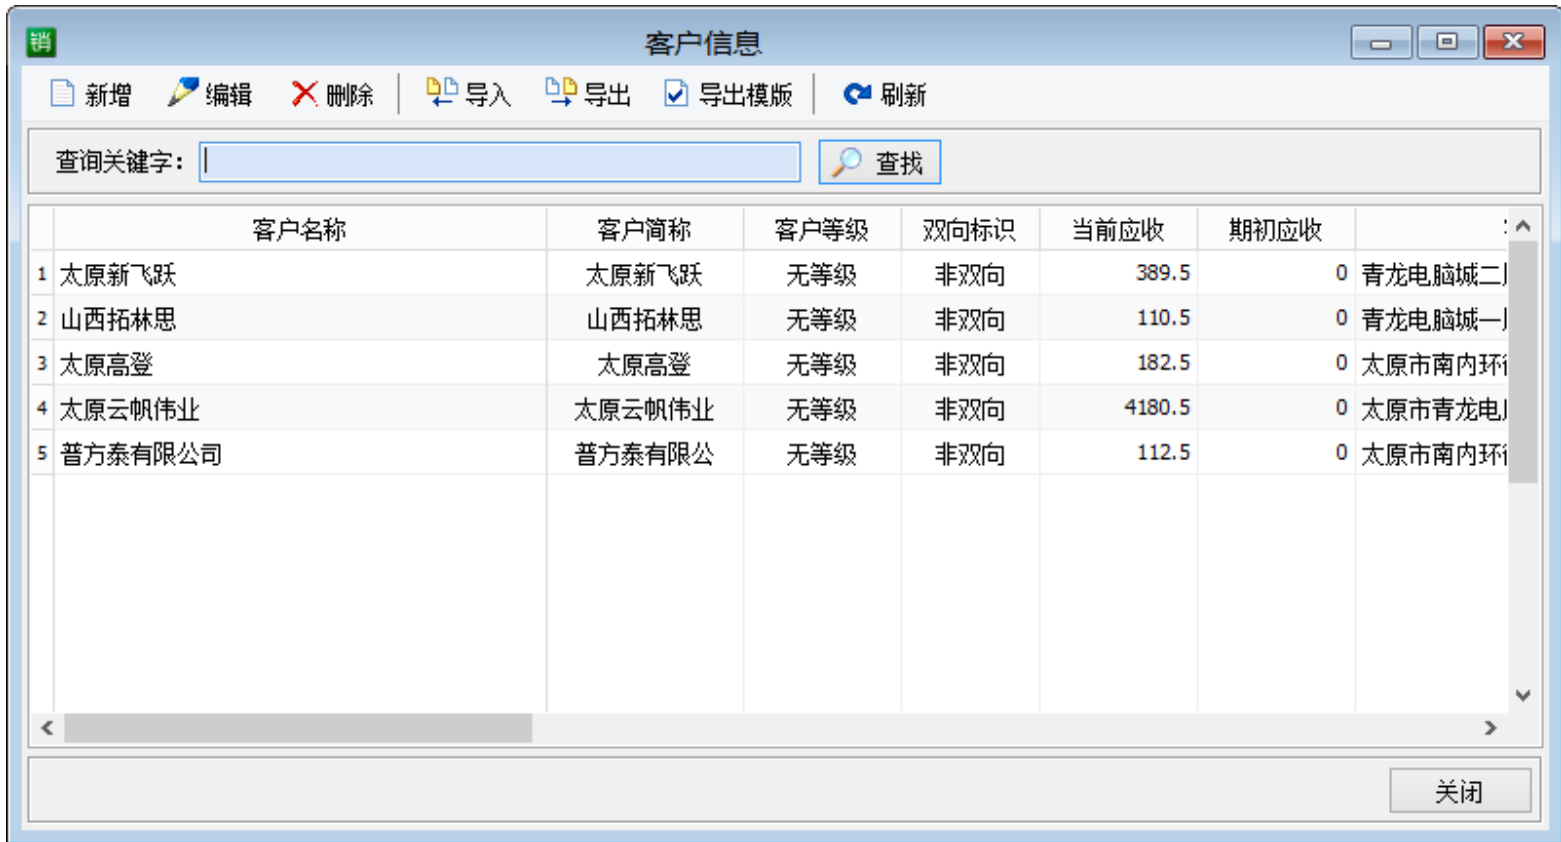 销 客户信息
新增 编辑 删除 导入 导出 导出模版 刷新
查询关键字: 查找
客户名称 客户简称 客户等级 双向标识 当前应收 期初应收
1 太原新飞跃 太原新飞跃 无等级 非双向 389.5 0 青龙电脑城二
2 山西拓林思 山西拓林思 无等级 非双向 110.5 0 青龙电脑城一
3 太原高登 太原高登 无等级 非双向 182.5 0 太原市南内环
4 太原云帆伟业 太原云帆伟业 无等级 非双向 4180.5 0 太原市青龙电
5 普方泰有限公司 普方泰有限公 无等级 非双向 112.5 0 太原市南内环
关闭